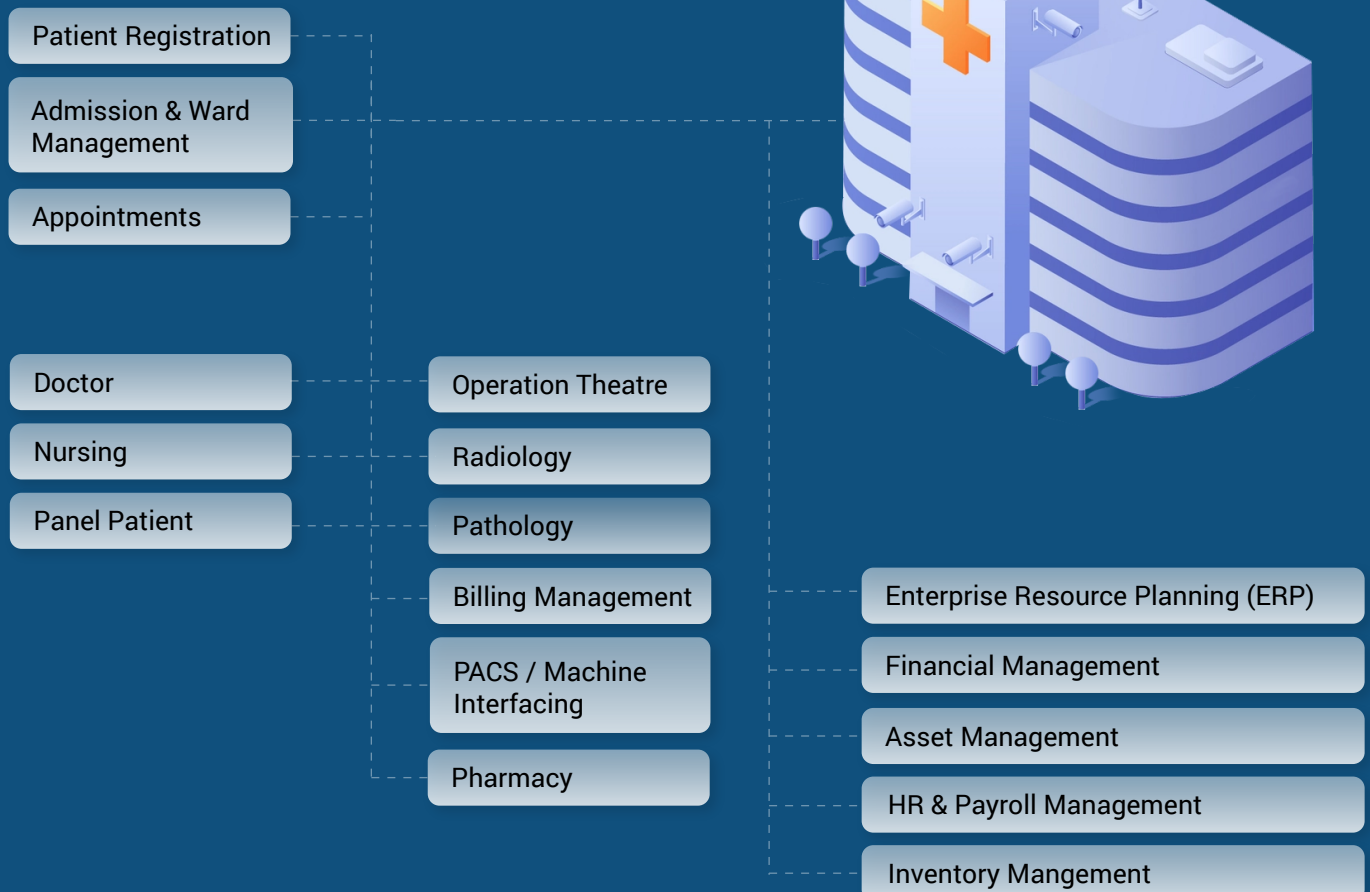 Patient Registration
Admission & Ward
Management
Appointments
Doctor
Nursing
Panel Patient
Operation Theatre
Radiology
Pathology
Billing Management
PACS / Machine
Interfacing
Pharmacy
Enterprise Resource Planning (ERP)
Financial Management
Asset Management
HR & Payroll Management
Inventory Mangement